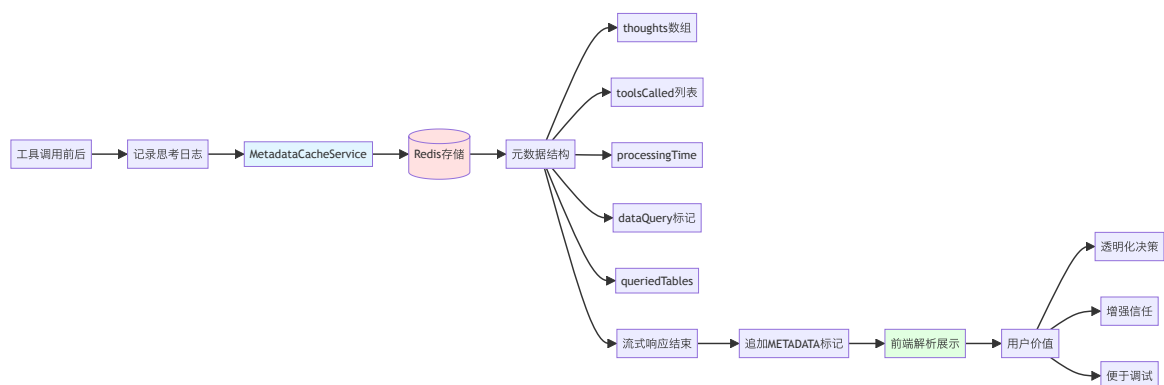 工具调用前后
记录思考日志
MetadataCacheService
Redis存储
元数据结构
thoughts数组
toolsCalled列表
processingTime
dataQuery标记
queriedTables
流式响应结束
追加METADATA标记
前端解析展示
用户价值
透明化决策
增强信任
便于调试